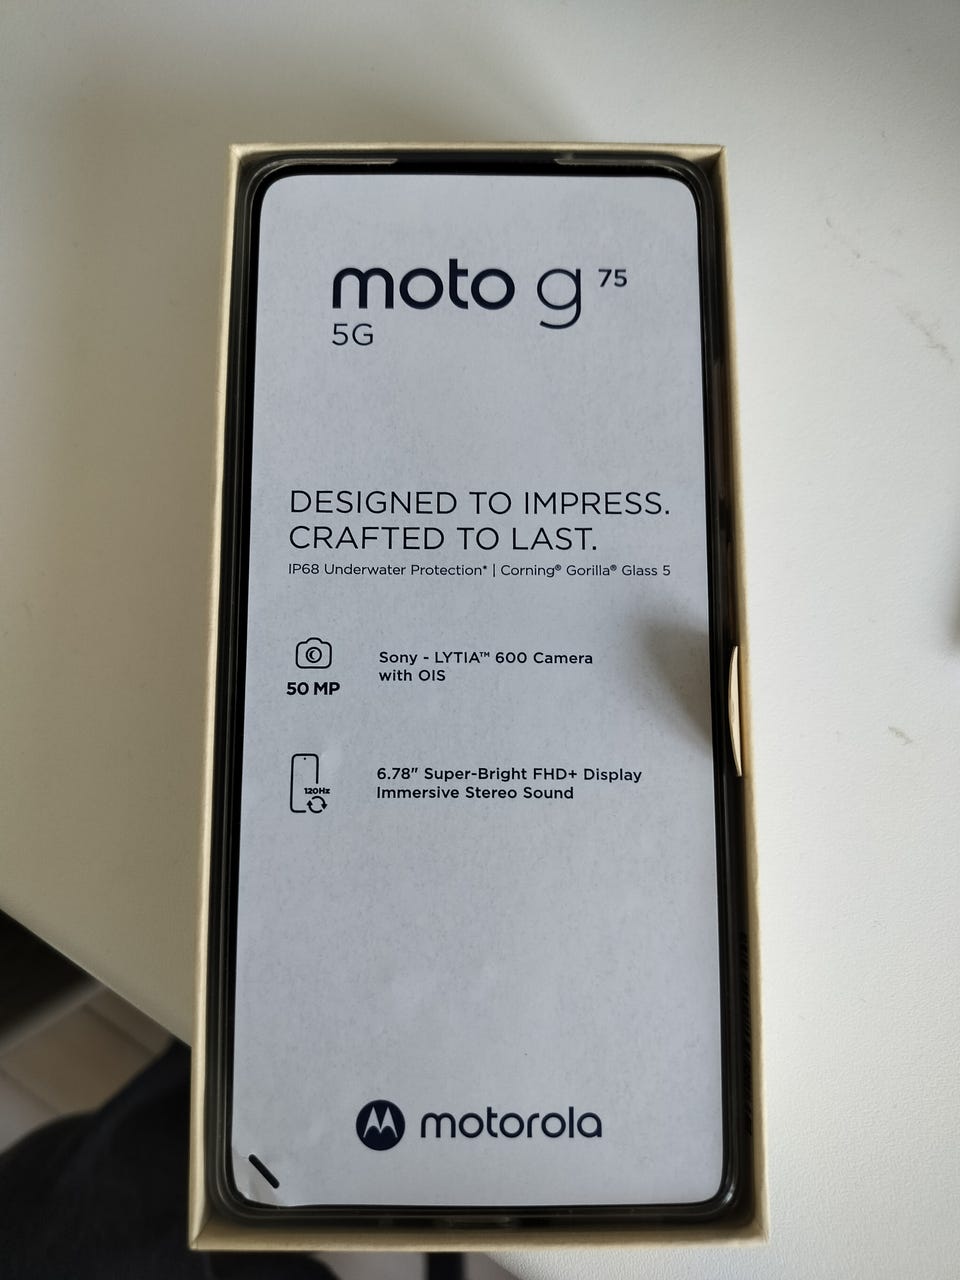 moto g 75
5G
DESIGNED TO IMPRESS.
CRAFTED TO LAST.
IP68 Underwater Protection* | Corning® Gorilla® Glass 5
50 MP
Sony - LYTIA™ 600 Camera
with OIS
120Hz
6.78" Super-Bright FHD+ Display
Immersive Stereo Sound
motorola